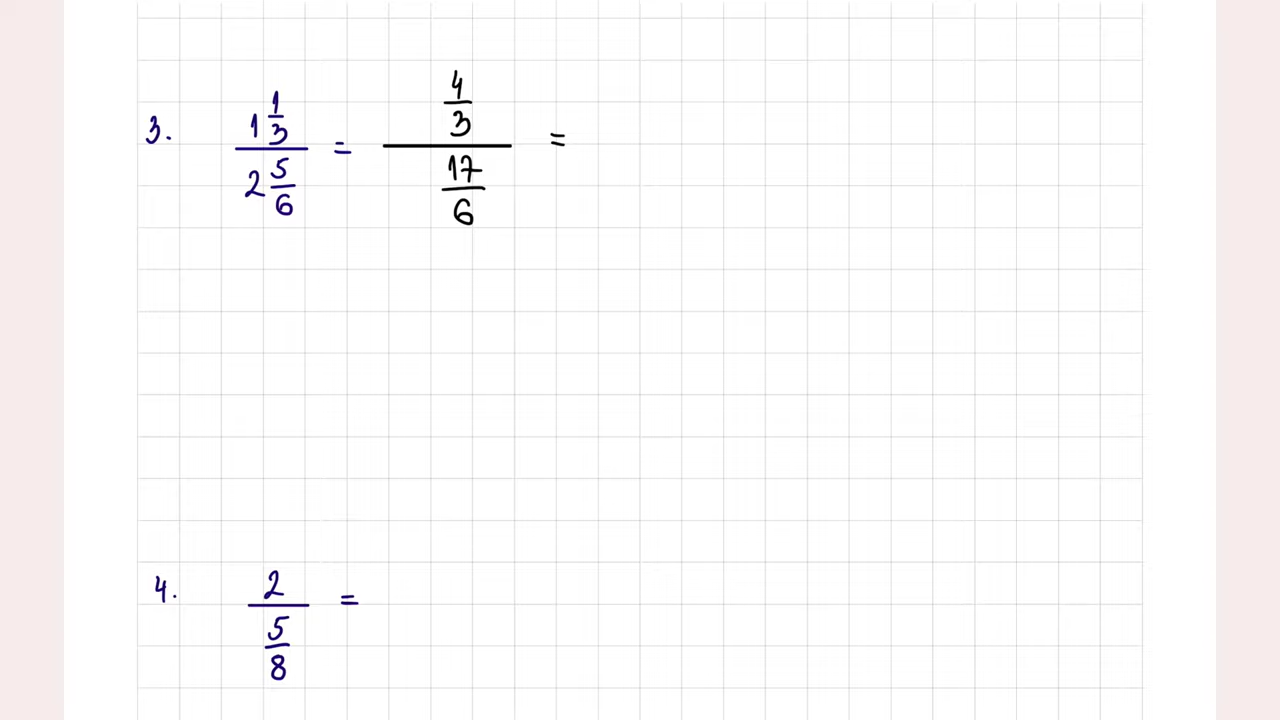 3. 1 1/3 / 2 5/6 = 4/3 / 17/6 =
4. 2 / 5/8 =